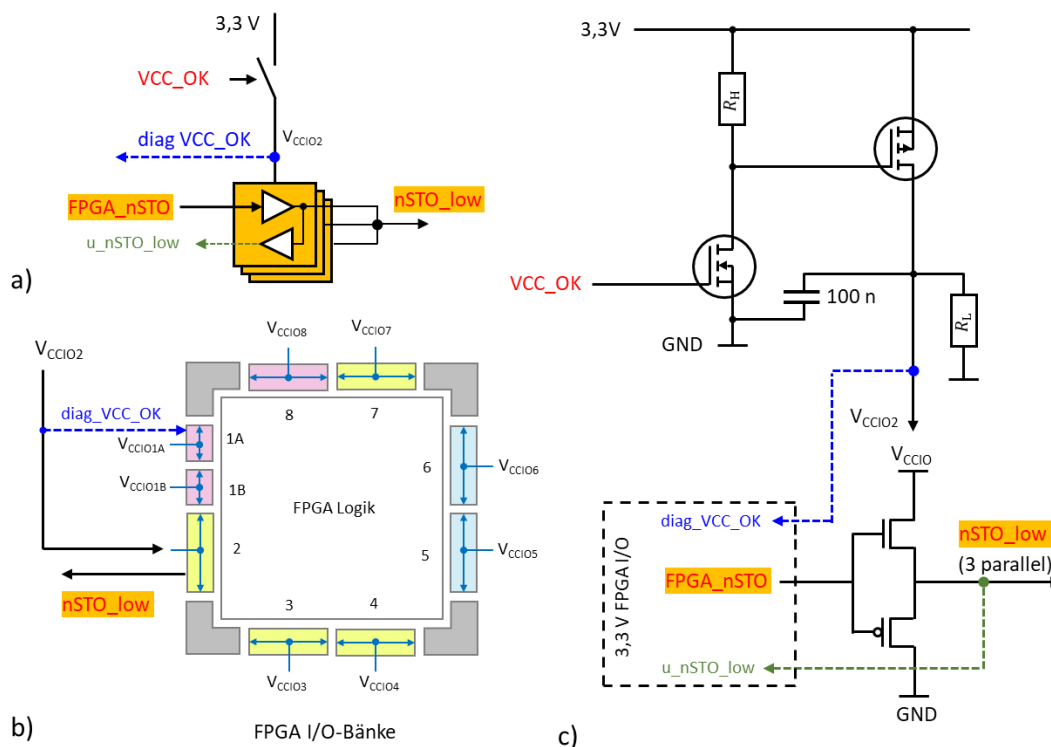 3,3 V
VCC_OK
diag VCC_OK
VCCIO2
FPGA_nSTO
nSTO_low
u_nSTO_low
a)
VCCIO2
diag_VCC_OK
VCCIO1A
VCCIO1B
VCCIO8
VCCIO7
8
7
1A
1B
6
VCCIO6
FPGA Logik
2
5
VCCIO5
nSTO_low
3
4
VCCIO3
VCCIO4
b)
FPGA I/O-Bänke
3,3V
RH
VCC_OK
100 n
RL
GND
VCCIO2
VCCIO
3,3 V FPGA I/O
diag_VCC_OK
FPGA_nSTO
nSTO_low
(3 parallel)
u_nSTO_low
GND
c)